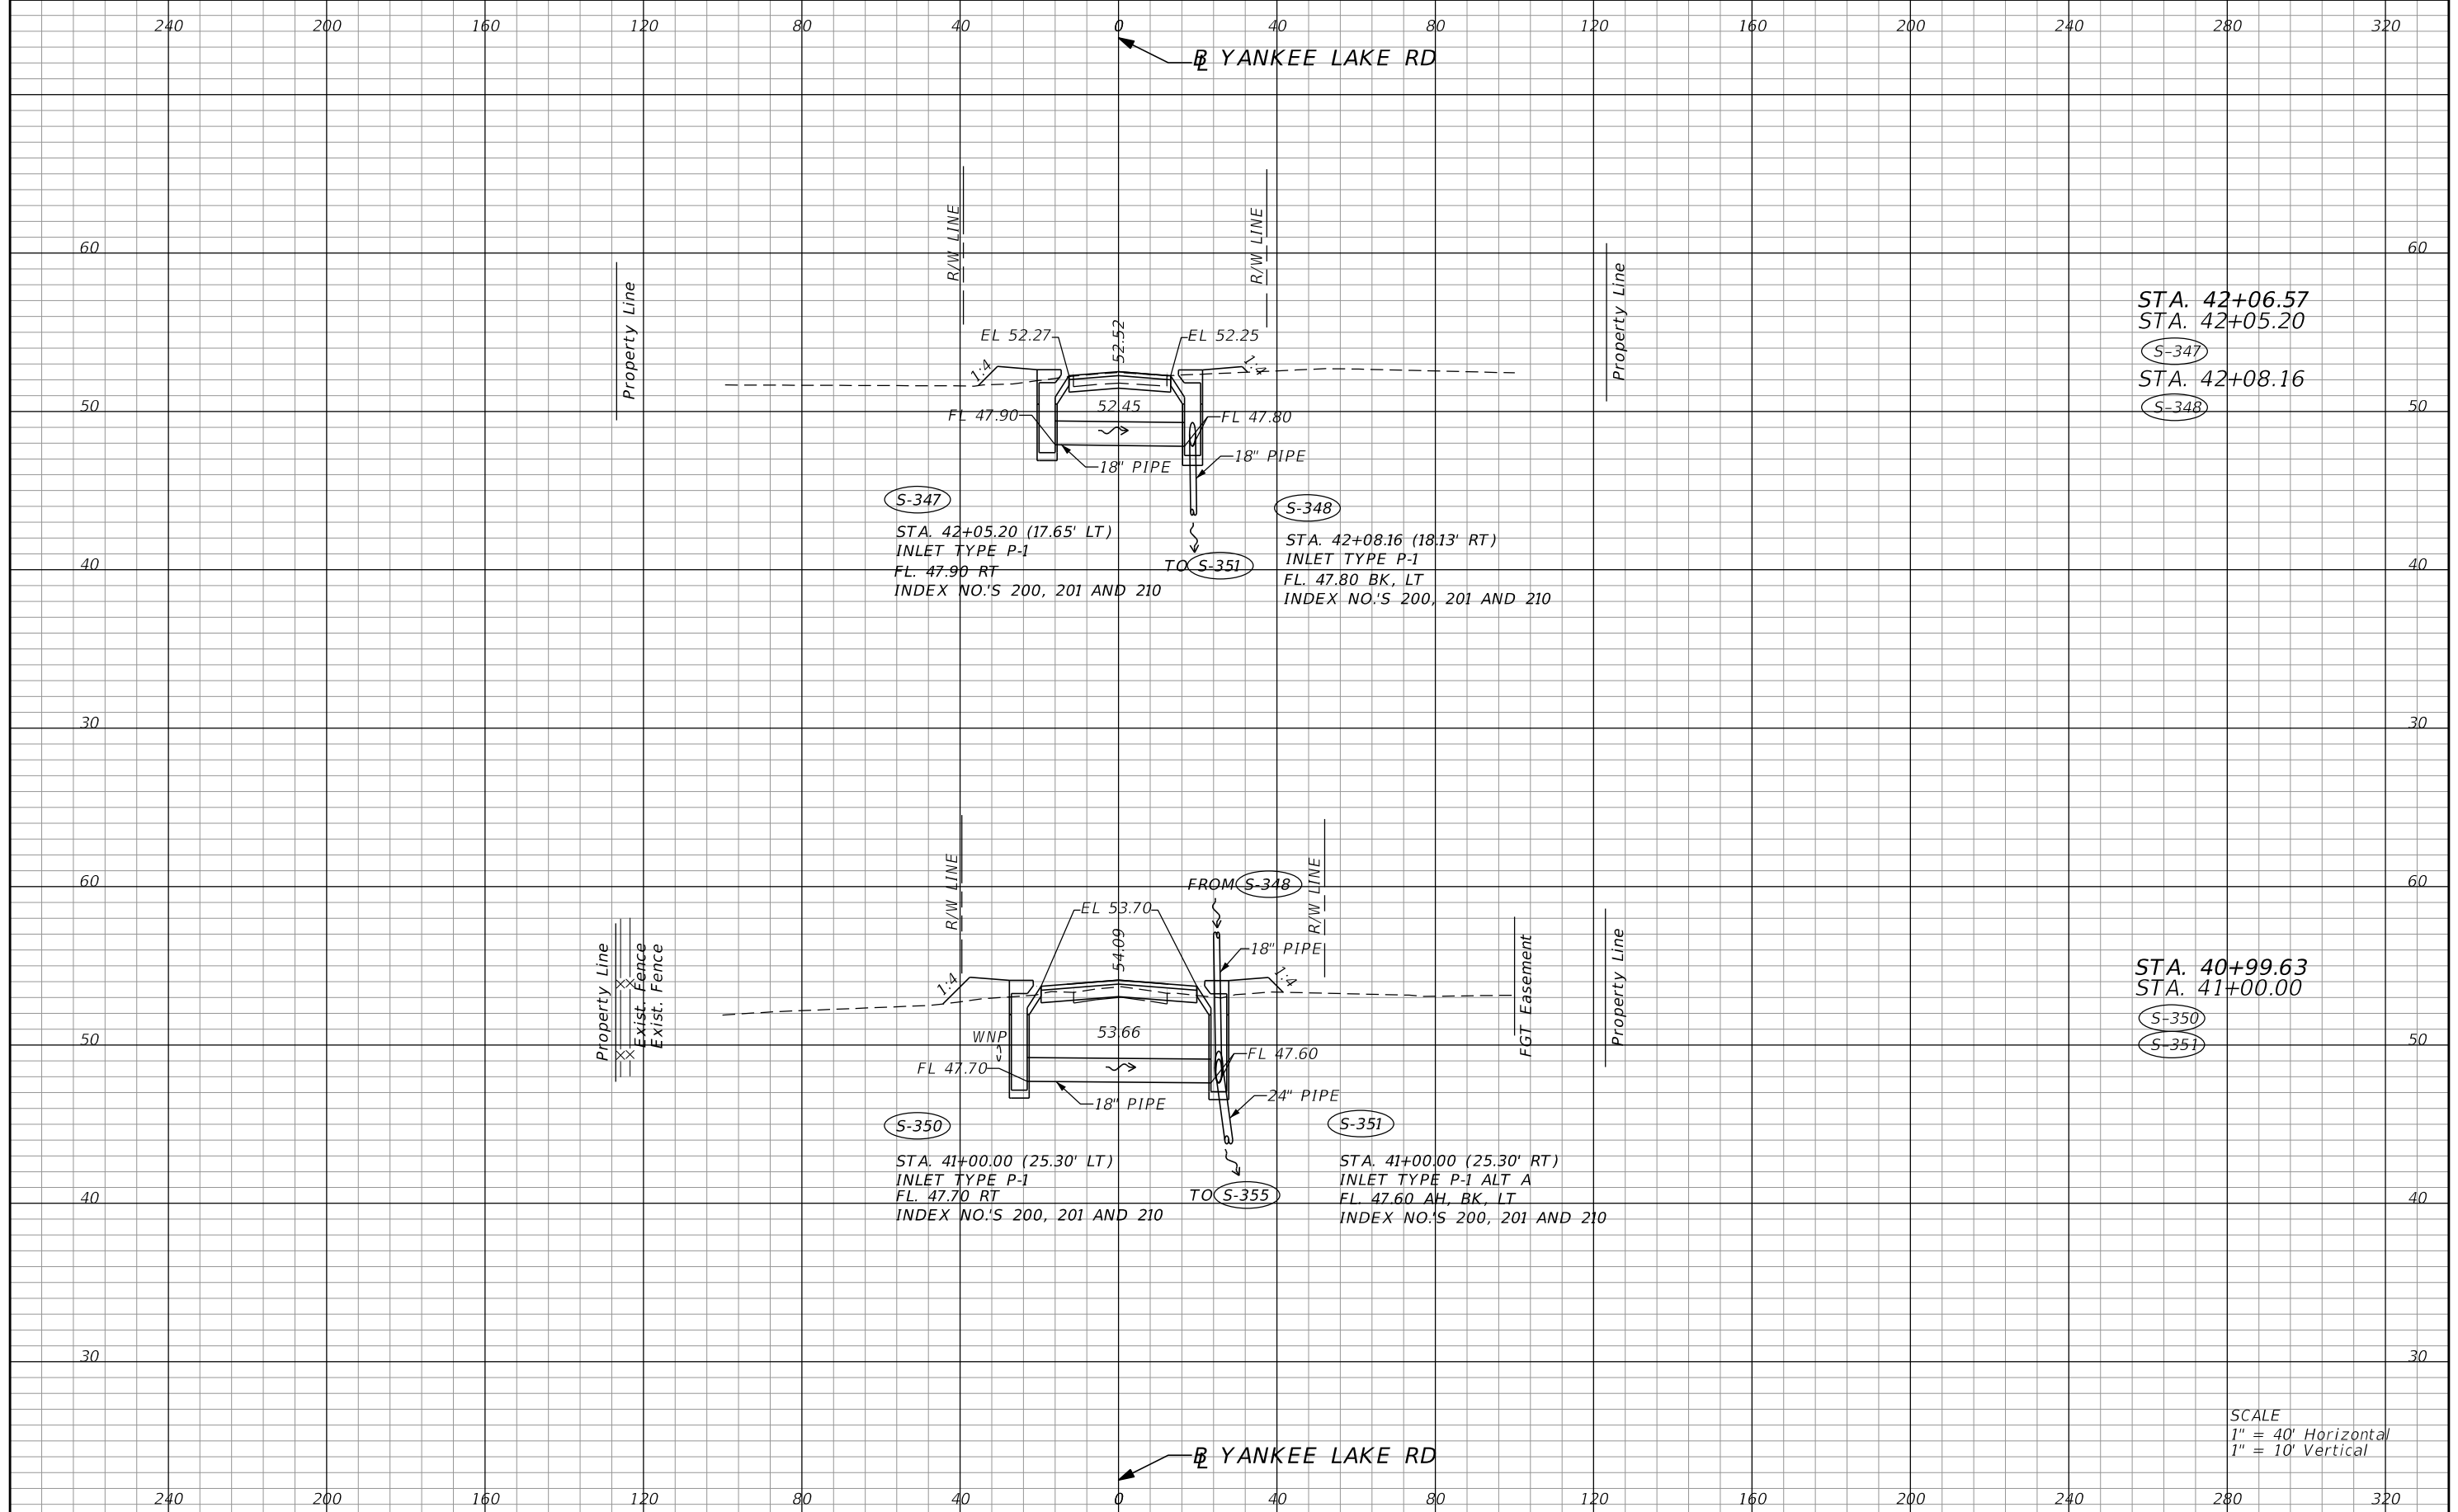 240 200 160 120 80 40 0 40 80 120 160 200 240 280 320
BL YANKEE LAKE RD
R/W LINE
R/W LINE
60
60
Property Line
Property Line
STA. 42+06.57
STA. 42+05.20
S-347
STA. 42+08.16
S-348
EL 52.27
52.52
EL 52.25
1:4
1:4
50
50
52.45
FL 47.90
FL 47.80
18" PIPE
18" PIPE
S-347
STA. 42+05.20 (17.65' LT)
INLET TYPE P-1
FL. 47.90 RT
INDEX NO.'S 200, 201 AND 210
S-348
STA. 42+08.16 (18.13' RT)
INLET TYPE P-1
FL. 47.80 BK, LT
INDEX NO.'S 200, 201 AND 210
TO S-351
40
40
30
30
60
60
R/W LINE
FROM S-348
R/W LINE
EL 53.70
54.09
18" PIPE
Property Line
Exist. Fence
Exist. Fence
FGT Easement
Property Line
STA. 40+99.63
STA. 41+00.00
S-350
S-351
1:4
1:4
50
50
WNP
53.66
FL 47.70
FL 47.60
18" PIPE
24" PIPE
S-350
STA. 41+00.00 (25.30' LT)
INLET TYPE P-1
FL. 47.70 RT
INDEX NO.'S 200, 201 AND 210
S-351
STA. 41+00.00 (25.30' RT)
INLET TYPE P-1 ALT A
FL. 47.60 AH, BK, LT
INDEX NO.'S 200, 201 AND 210
TO S-355
40
40
30
30
SCALE
1" = 40' Horizontal
1" = 10' Vertical
BL YANKEE LAKE RD
240 200 160 120 80 40 0 40 80 120 160 200 240 280 320